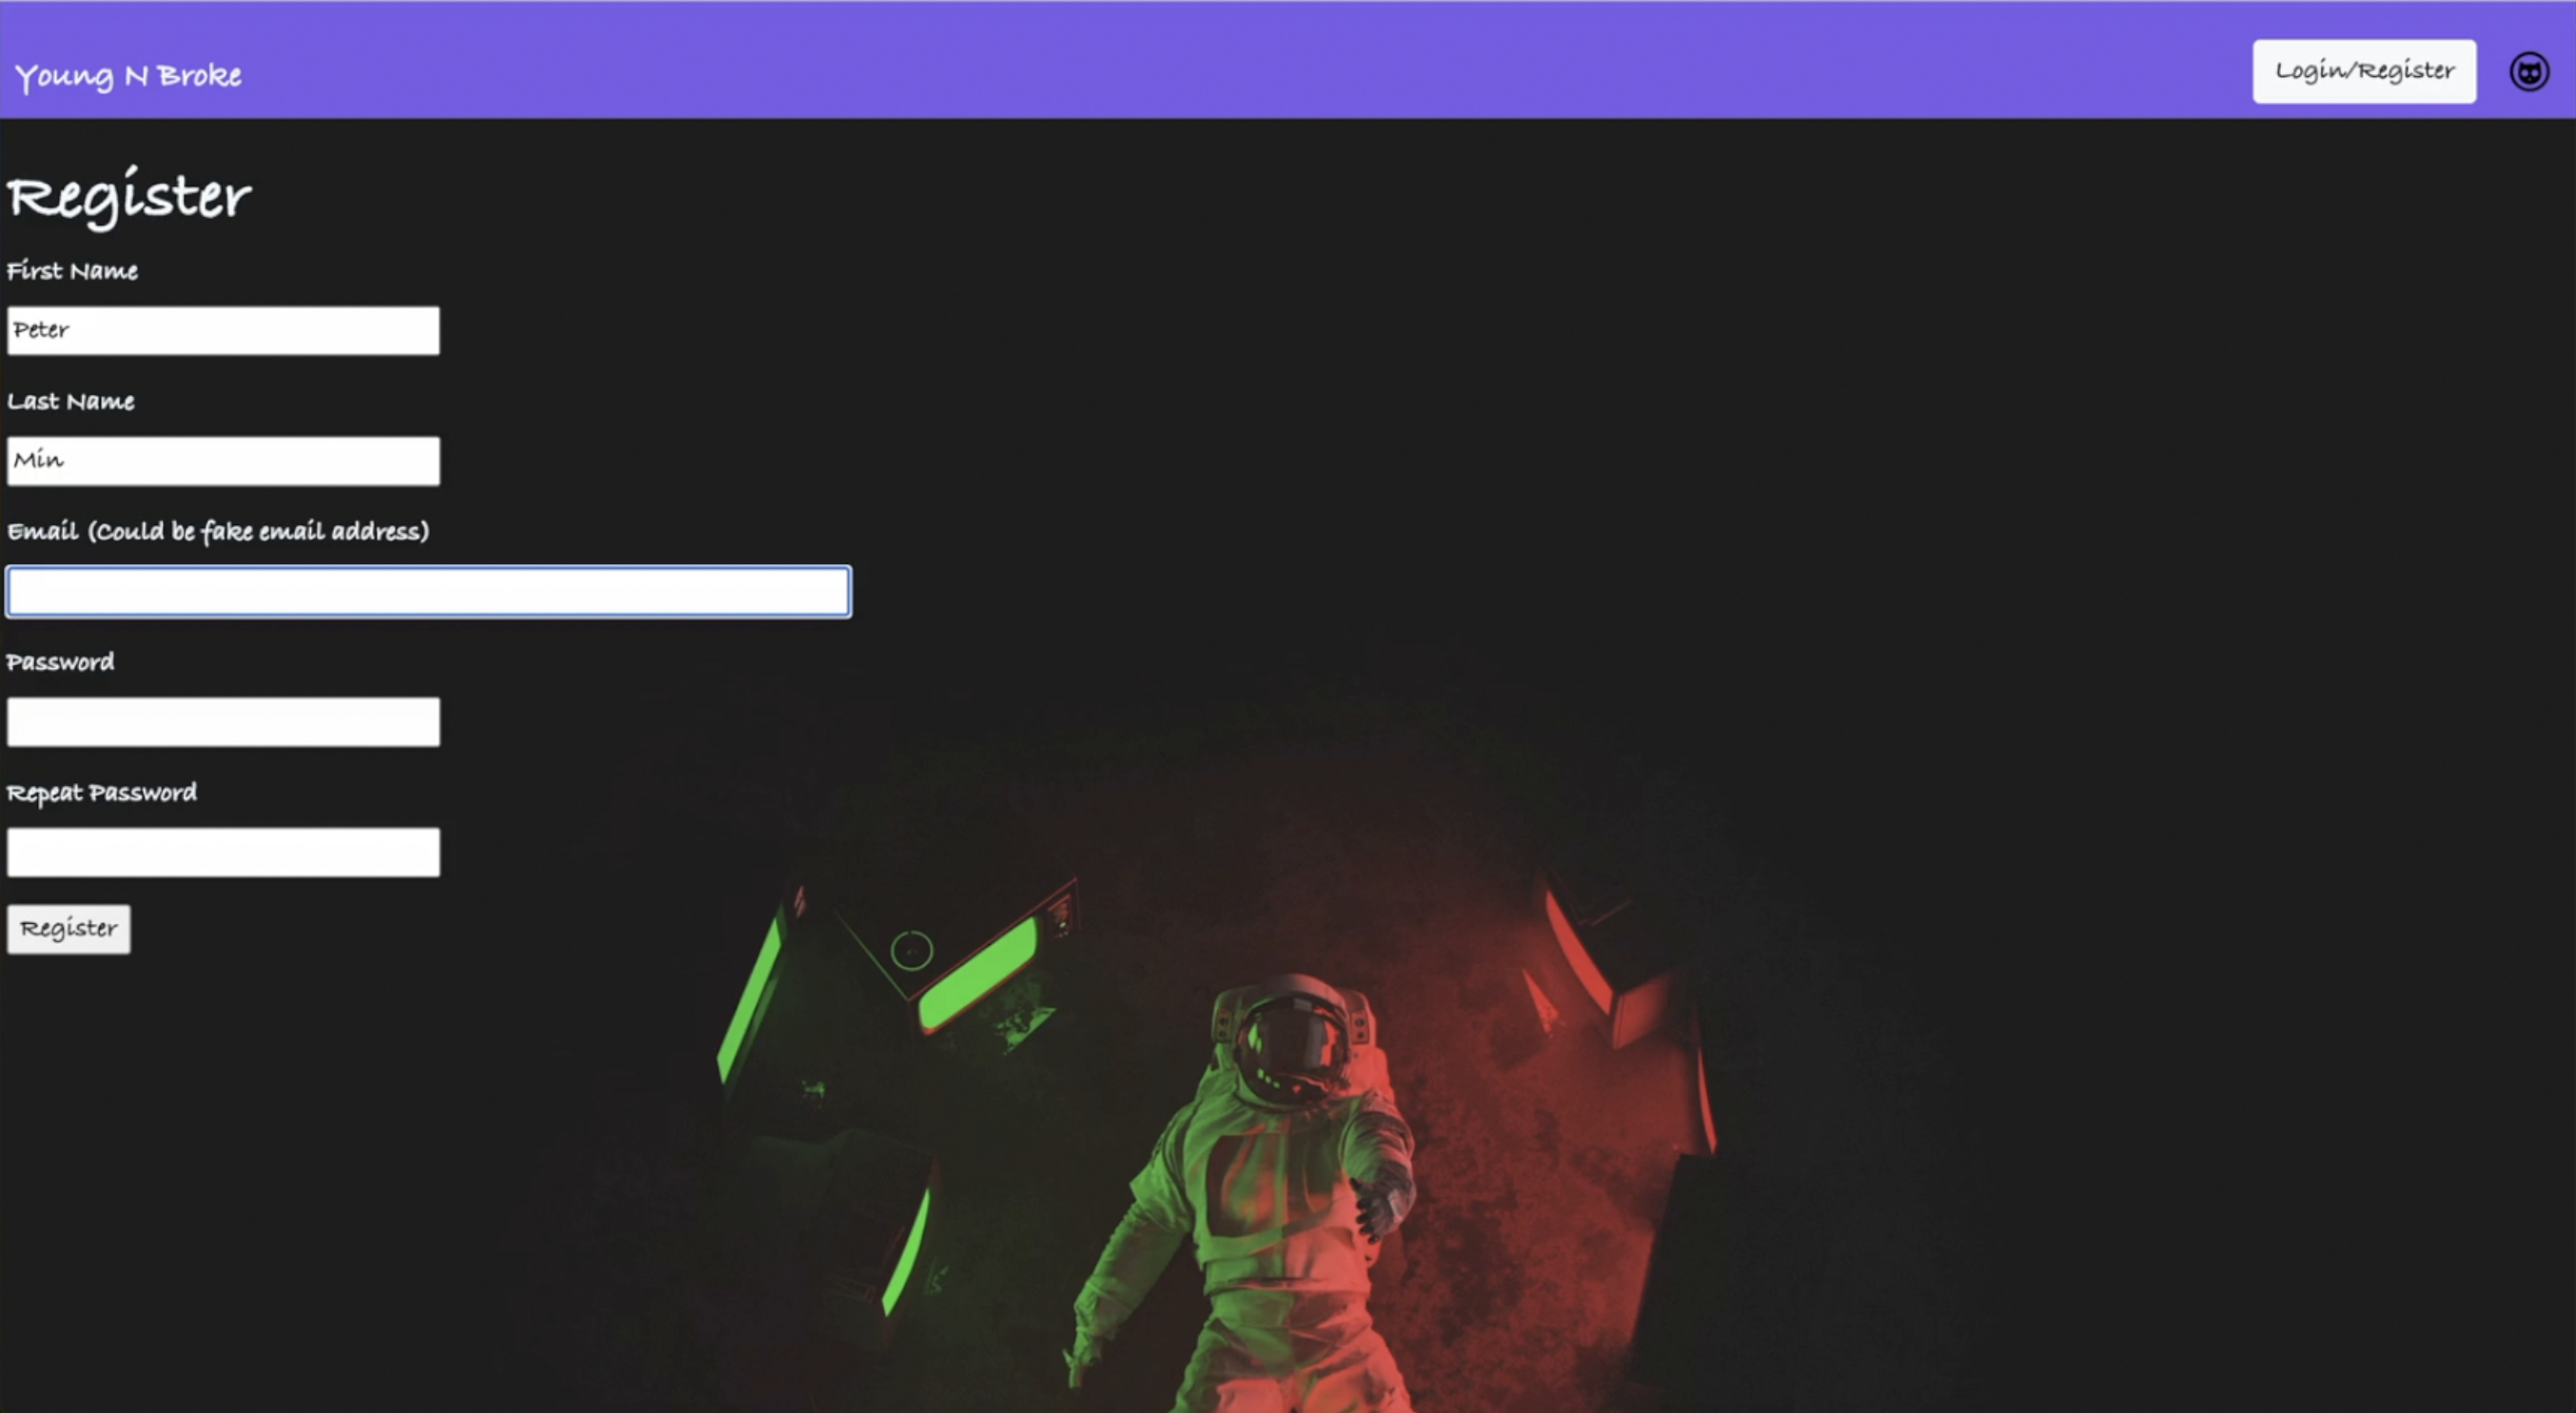 Young N Broke
Login/Register
Register
First Name
Peter
Last Name
Min
Email (Could be fake email address)
Password
Repeat Password
Register